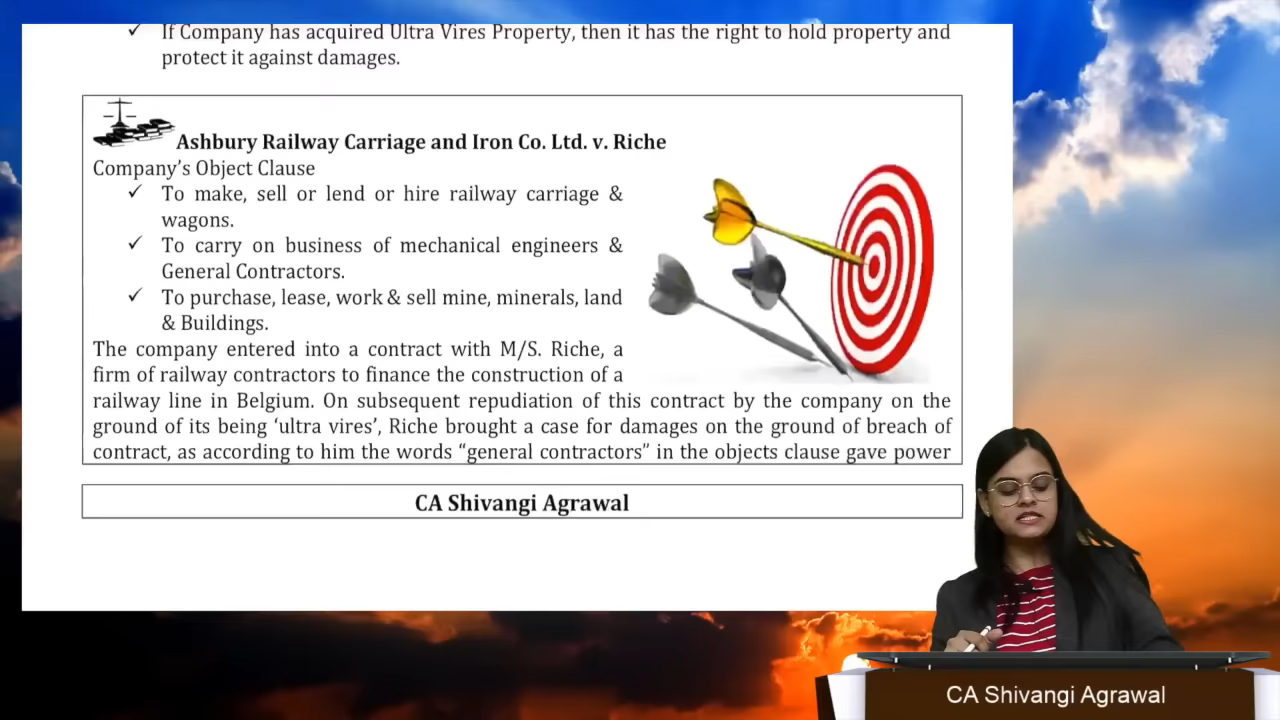 ✓ If Company has acquired Ultra Vires Property, then it has the right to hold property and
protect it against damages.
Ashbury Railway Carriage and Iron Co. Ltd. v. Riche
Company’s Object Clause
✓ To make, sell or lend or hire railway carriage &
wagons.
✓ To carry on business of mechanical engineers &
General Contractors.
✓ To purchase, lease, work & sell mine, minerals, land
& Buildings.
The company entered into a contract with M/S. Riche, a
firm of railway contractors to finance the construction of a
railway line in Belgium. On subsequent repudiation of this contract by the company on the
ground of its being ‘ultra vires’, Riche brought a case for damages on the ground of breach of
contract, as according to him the words “general contractors” in the objects clause gave power
CA Shivangi Agrawal
CA Shivangi Agrawal